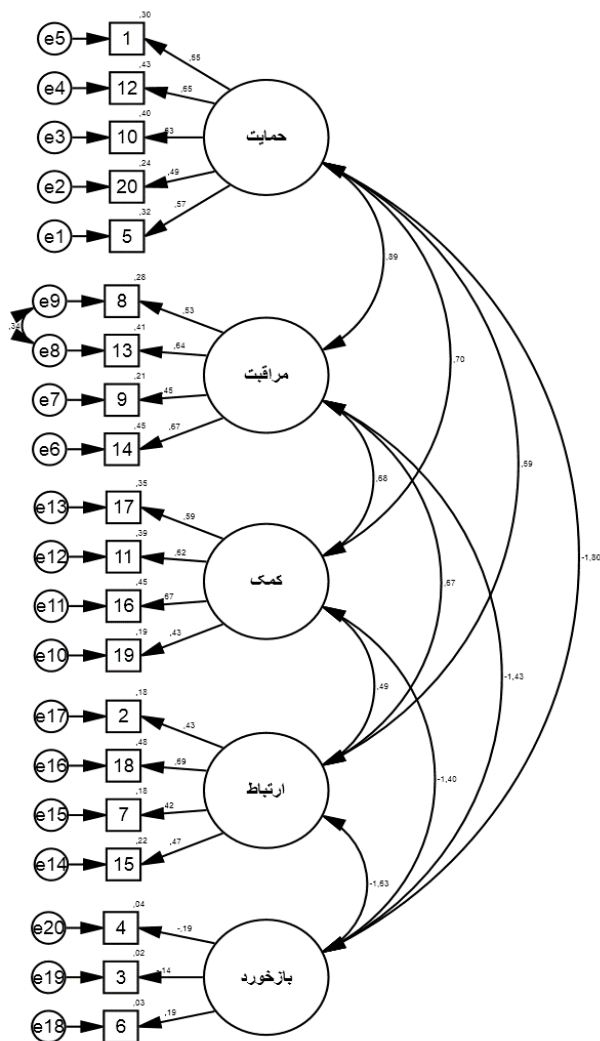 ,30
e5 1 ,55
,43
e4 12 ,65
,40
e3 10 ,63
حمایت
,24
e2 20 ,49
,32
e1 5 ,57
,89
,28
e9 8 ,53
,34
,41
e8 13 ,64
,70
مراقبت
,21
e7 9 ,45
,45
e6 14 ,67
,59
,68
,35
e13 17 ,59
,39
e12 11 ,62
-1,80
کمک
,67
,45
e11 16 ,67
,19
e10 19 ,43
-1,43
,49
,18
e17 2 ,43
,48
e16 18 ,69
-1,40
ارتباط
,18
e15 7 ,42
,22
e14 15 ,47
-1,63
,04
e20 4 -,19
,02
e19 3 -,14
بازخورد
,03
e18 6 ,19